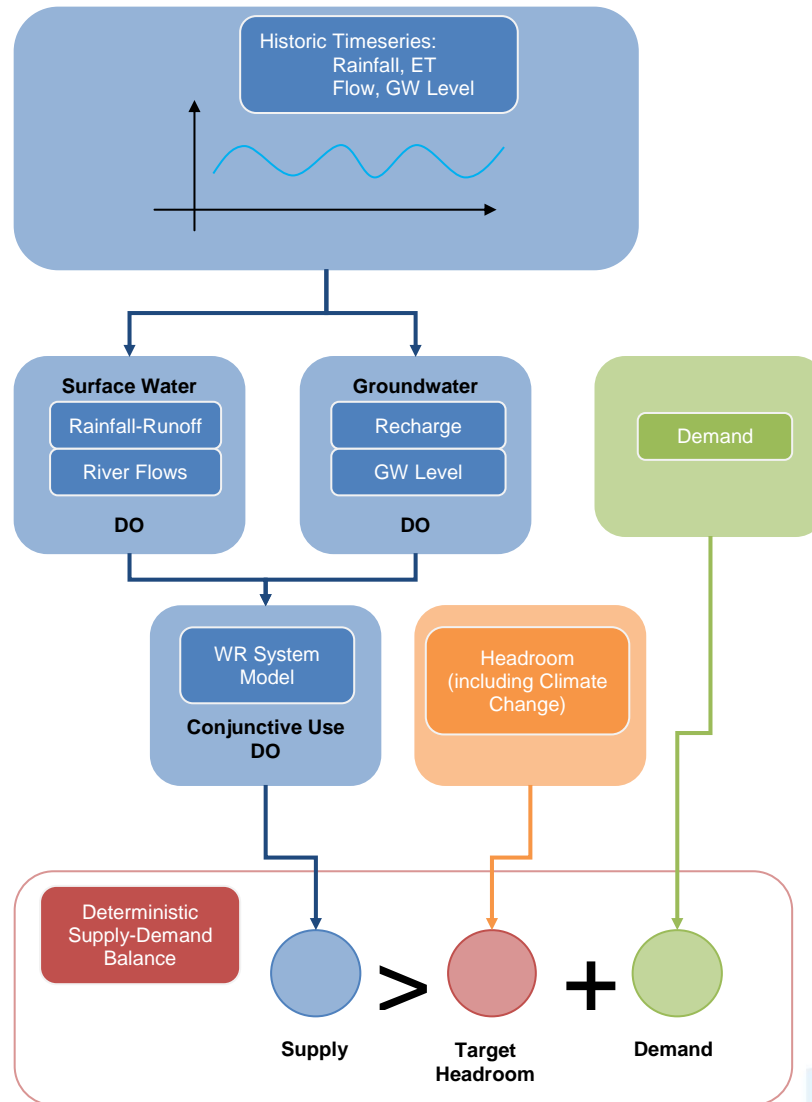 Historic Timeseries:
Rainfall, ET
Flow, GW Level
Surface Water
Rainfall-Runoff
River Flows
DO
Groundwater
Recharge
GW Level
DO
Demand
WR System
Model
Conjunctive Use
DO
Headroom
(including Climate
Change)
Deterministic
Supply-Demand
Balance
>
+
Supply
Target
Headroom
Demand